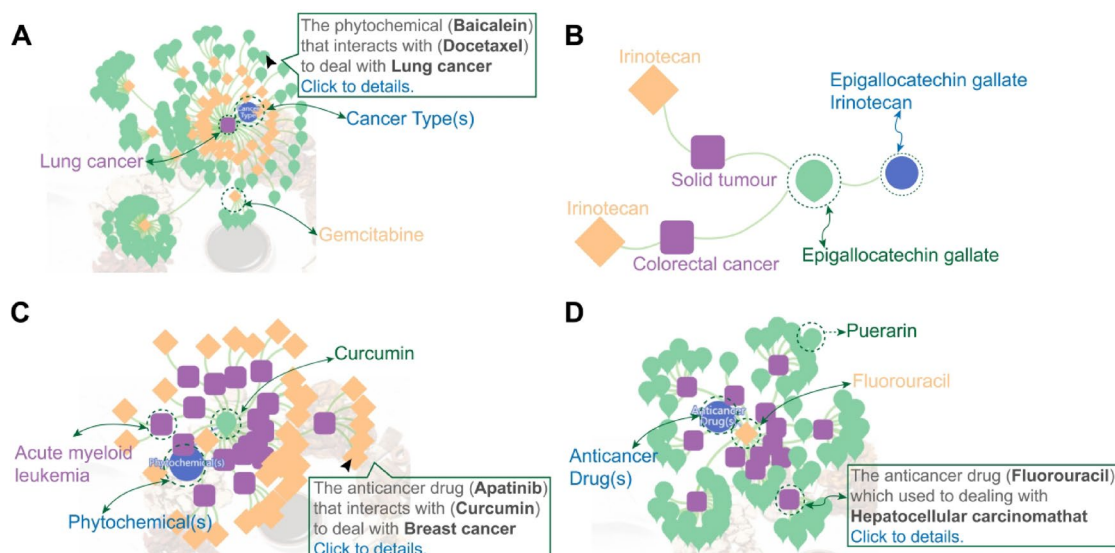 A
The phytochemical (Baicalein)
that interacts with (Docetaxel)
to deal with Lung cancer
Click to details.
Cancer
Type
Cancer Type(s)
Lung cancer
Gemcitabine
B
Irinotecan
Epigallocatechin gallate
Irinotecan
Solid tumour
Irinotecan
Colorectal cancer
Epigallocatechin gallate
C
Curcumin
Acute myeloid
leukemia
Phytochemical(s)
Phytochemical(s)
The anticancer drug (Apatinib)
that interacts with (Curcumin)
to deal with Breast cancer
Click to details.
D
Puerarin
Fluorouracil
Anticancer
Drug(s)
Anticancer
Drug(s)
The anticancer drug (Fluorouracil)
which used to dealing with
Hepatocellular carcinomathat
Click to details.